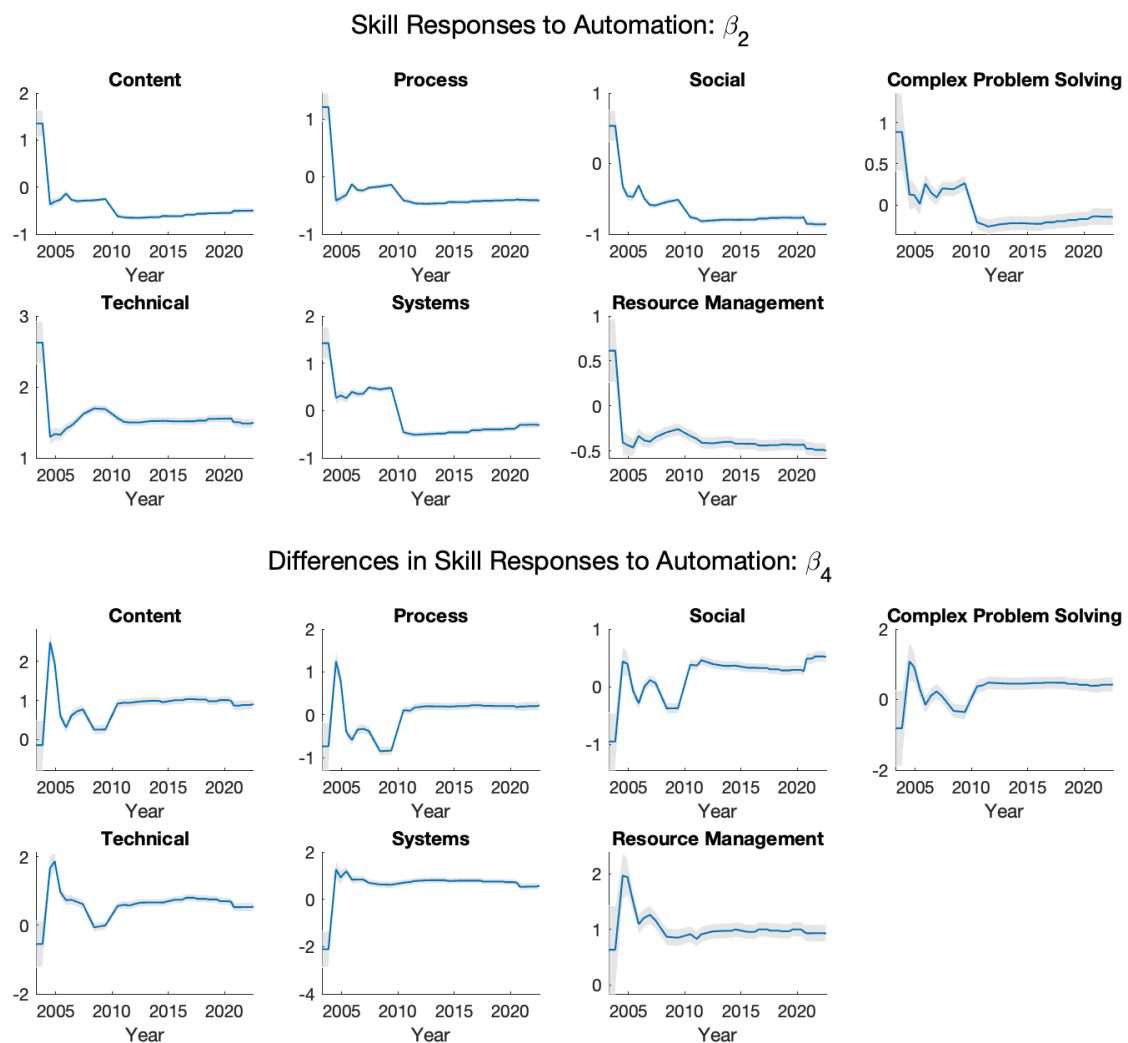 Skill Responses to Automation: β2
Content Process Social Complex Problem Solving
2 1 0 -1 2005 2010 2015 2020 Year
1 0 -1 2005 2010 2015 2020 Year
1 0 -1 2005 2010 2015 2020 Year
1 0.5 0 2005 2010 2015 2020 Year
Technical Systems Resource Management
3 2 1 2005 2010 2015 2020 Year
2 1 0 -1 2005 2010 2015 2020 Year
1 0.5 0 -0.5 2005 2010 2015 2020 Year
Differences in Skill Responses to Automation: β4
Content Process Social Complex Problem Solving
2 1 0 2005 2010 2015 2020 Year
2 1 0 -1 2005 2010 2015 2020 Year
1 0 -1 2005 2010 2015 2020 Year
2 0 -2 2005 2010 2015 2020 Year
Technical Systems Resource Management
2 0 -2 2005 2010 2015 2020 Year
2 0 -2 -4 2005 2010 2015 2020 Year
2 1 0 2005 2010 2015 2020 Year